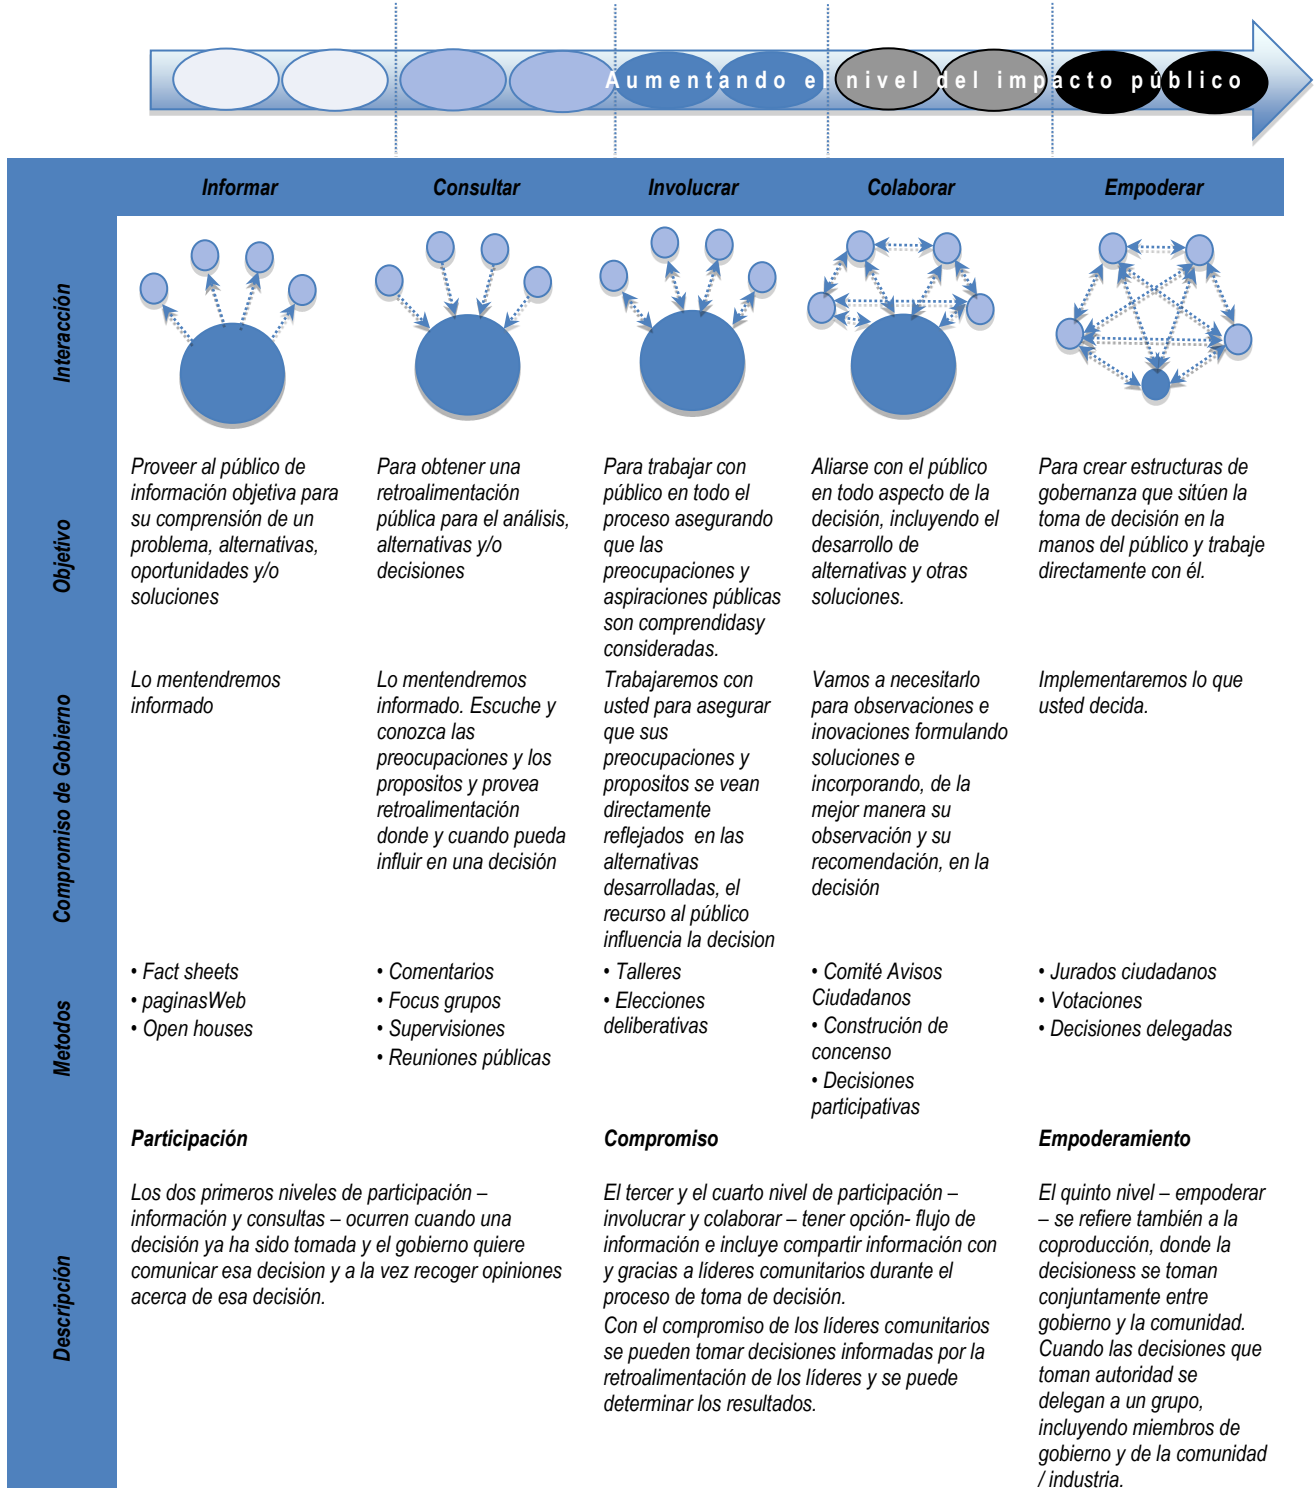 Aumentando el nivel del impacto público
Informar
Consultar
Involucrar
Colaborar
Empoderar
Interacción
Objetivo
Proveer al público de
información objetiva para
su comprensión de un
problema, alternativas,
oportunidades y/o
soluciones
Para obtener una
retroalimentación
pública para el análisis,
alternativas y/o
decisiones
Para trabajar con
público en todo el
proceso asegurando
que las
preocupaciones y
aspiraciones públicas
son comprendidasy
consideradas.
Aliarse con el público
en todo aspecto de la
decisión, incluyendo el
desarrollo de
alternativas y otras
soluciones.
Para crear estructuras de
gobernanza que sitúen la
toma de decisión en la
manos del público y trabaje
directamente con él.
Compromiso de Gobierno
Lo mentendremos
informado
Lo mentendremos
informado. Escuche y
conozca las
preocupaciones y los
propositos y provea
retroalimentación
donde y cuando pueda
influir en una decisión
Trabajaremos con
usted para asegurar
que sus
preocupaciones y
propositos se vean
directamente
reflejados en las
alternativas
desarrolladas, el
recurso al público
influencia la decision
Vamos a necesitarlo
para observaciones e
inovaciones formulando
soluciones e
incorporando, de la
mejor manera su
observación y su
recomendación, en la
decisión
Implementaremos lo que
usted decida.
Metodos
• Fact sheets
• paginasWeb
• Open houses
• Comentarios
• Focus grupos
• Supervisiones
• Reuniones públicas
• Talleres
• Elecciones
deliberativas
• Comité Avisos
Ciudadanos
• Construción de
concenso
• Decisiones
participativas
• Jurados ciudadanos
• Votaciones
• Decisiones delegadas
Descripción
Participación
Los dos primeros niveles de participación –
información y consultas – ocurren cuando una
decisión ya ha sido tomada y el gobierno quiere
comunicar esa decision y a la vez recoger opiniones
acerca de esa decisión.
Compromiso
El tercer y el cuarto nivel de participación –
involucrar y colaborar – tener opción- flujo de
información e incluye compartir información con
y gracias a líderes comunitarios durante el
proceso de toma de decisión.
Con el compromiso de los líderes comunitarios
se pueden tomar decisiones informadas por la
retroalimentación de los líderes y se puede
determinar los resultados.
Empoderamiento
El quinto nivel – empoderar
– se refiere también a la
coproducción, donde la
decisioness se toman
conjuntamente entre
gobierno y la comunidad.
Cuando las decisiones que
toman autoridad se
delegan a un grupo,
incluyendo miembros de
gobierno y de la comunidad
/ industria.